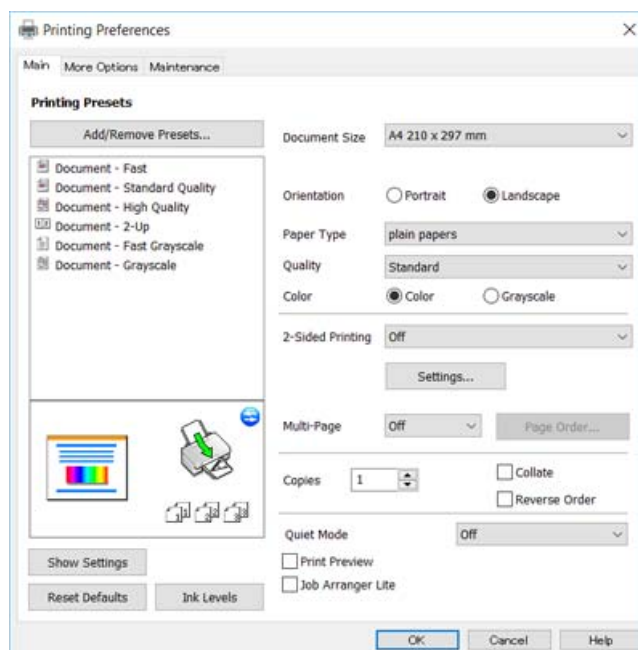 Printing Preferences
Main More Options Maintenance
Printing Presets
Add/Remove Presets...
Document - Fast
Document - Standard Quality
Document - High Quality
Document - 2-Up
Document - Fast Grayscale
Document - Grayscale
Show Settings
Reset Defaults Ink Levels
Document Size A4 210 x 297 mm
Orientation Portrait Landscape
Paper Type plain papers
Quality Standard
Color Color Grayscale
2-Sided Printing Off
Settings...
Multi-Page Off Page Order...
Copies 1 Collate
Reverse Order
Quiet Mode Off
Print Preview
Job Arranger Lite
OK Cancel Help